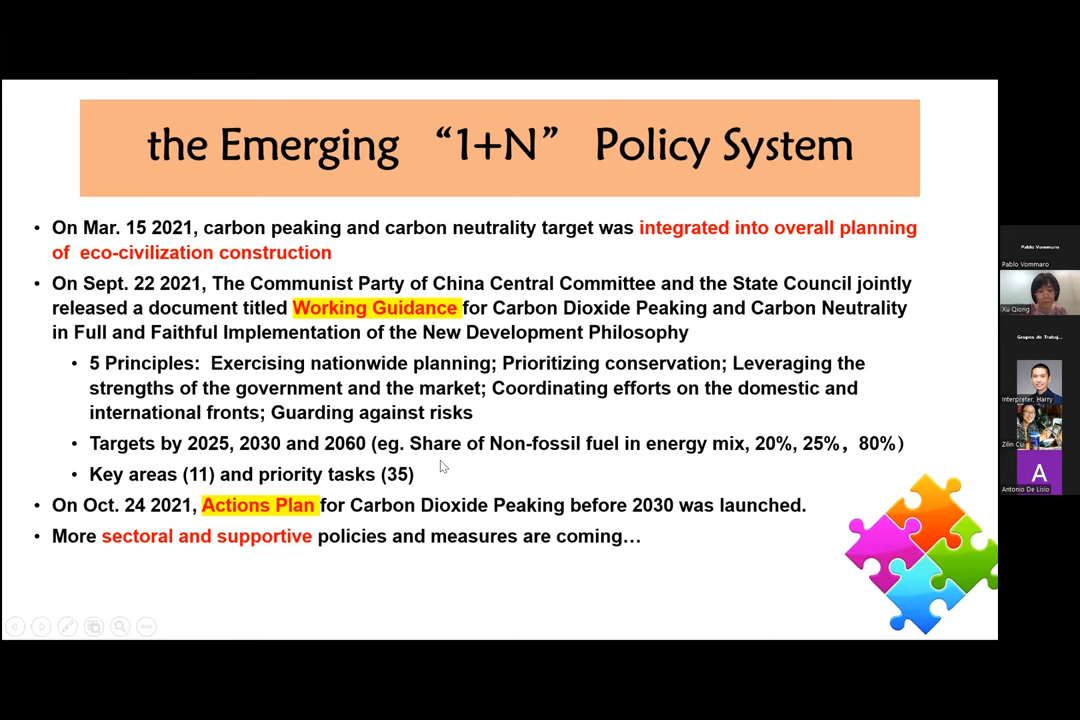 the Emerging “1+N” Policy System
• On Mar. 15 2021, carbon peaking and carbon neutrality target was integrated into overall planning
of eco-civilization construction
• On Sept. 22 2021, The Communist Party of China Central Committee and the State Council jointly
released a document titled Working Guidance for Carbon Dioxide Peaking and Carbon Neutrality
in Full and Faithful Implementation of the New Development Philosophy
• 5 Principles: Exercising nationwide planning; Prioritizing conservation; Leveraging the
strengths of the government and the market; Coordinating efforts on the domestic and
international fronts; Guarding against risks
• Targets by 2025, 2030 and 2060 (eg. Share of Non-fossil fuel in energy mix, 20%, 25%, 80%)
• Key areas (11) and priority tasks (35)
• On Oct. 24 2021, Actions Plan for Carbon Dioxide Peaking before 2030 was launched.
• More sectoral and supportive policies and measures are coming…
Pablo Vommaro
Pablo Vommaro
Xu Qiong
Grupos de Trabaj...
Interpreter, Harry
Zilin Cui
A
Antonio De Lisio